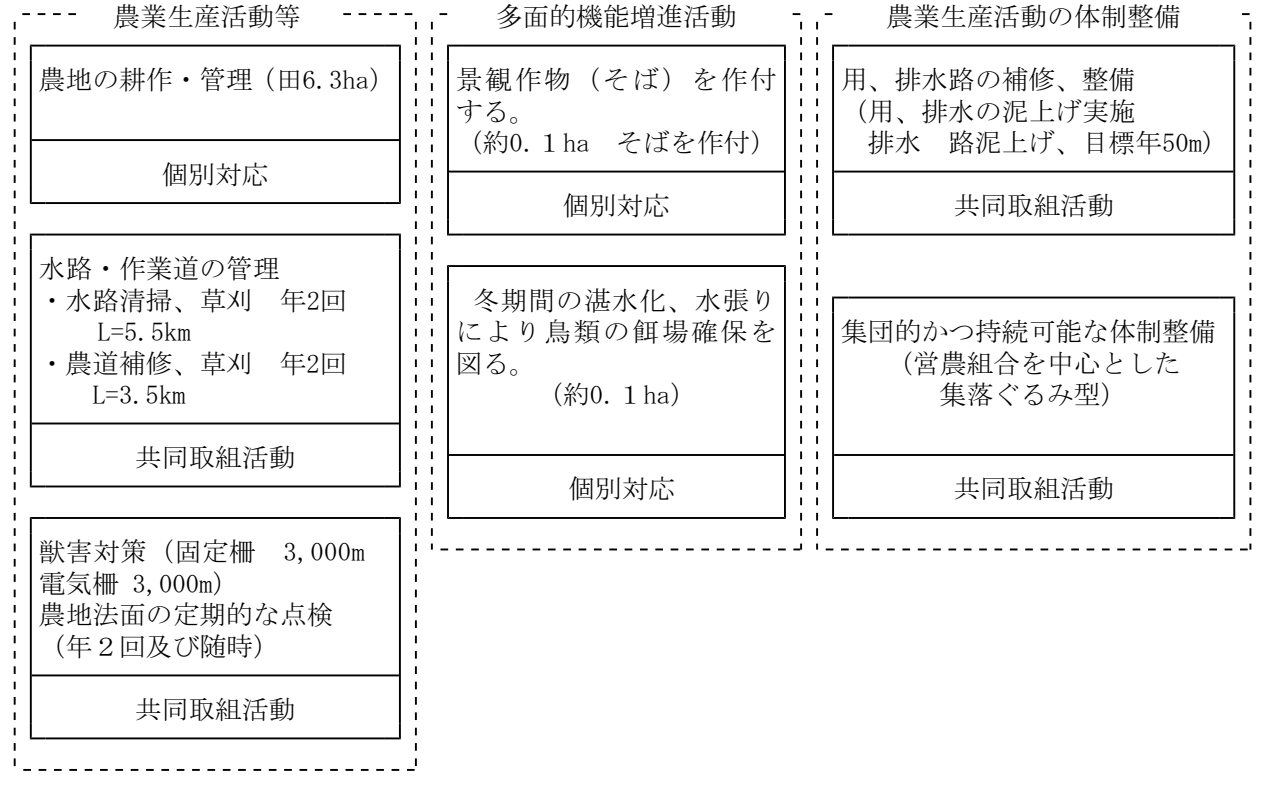 農業生産活動等
農地の耕作・管理（田6.3ha）
個別対応
水路・作業道の管理
・水路清掃、草刈　年2回
L=5.5km
・農道補修、草刈　年2回
L=3.5km
共同取組活動
獣害対策（固定柵　3,000m
電気柵 3,000m）
農地法面の定期的な点検
（年２回及び随時）
共同取組活動
多面的機能増進活動
景観作物（そば）を作付
する。
（約0.１ha　そばを作付）
個別対応
冬期間の湛水化、水張り
により鳥類の餌場確保を
図る。
（約0.１ha）
個別対応
農業生産活動の体制整備
用、排水路の補修、整備
（用、排水の泥上げ実施
排水　路泥上げ、目標年50m）
共同取組活動
集団的かつ持続可能な体制整備
（営農組合を中心とした
集落ぐるみ型）
共同取組活動